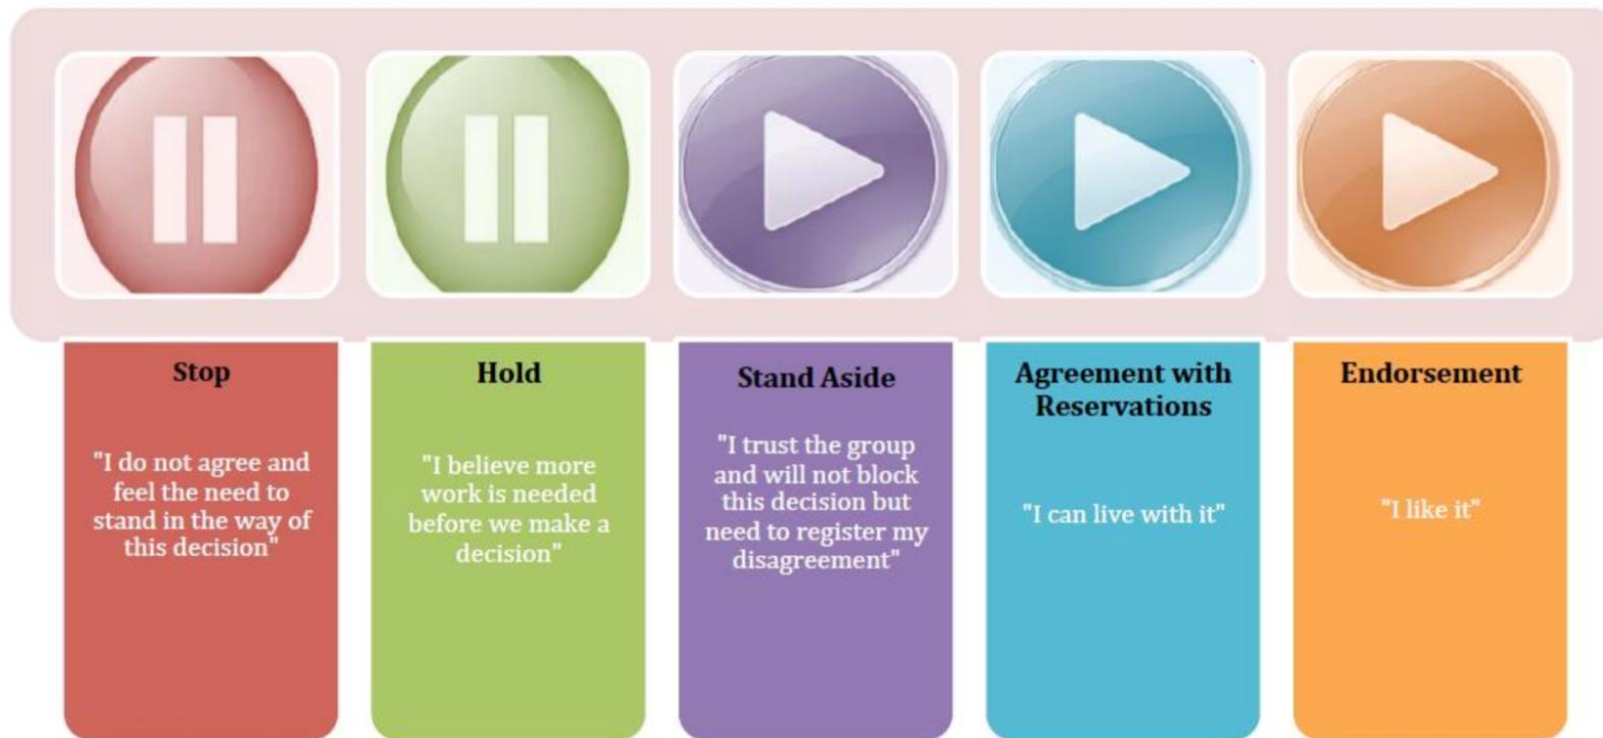 Stop
"I do not agree and
feel the need to
stand in the way of
this decision"
Hold
"I believe more
work is needed
before we make a
decision"
Stand Aside
"I trust the group
and will not block
this decision but
need to register my
disagreement"
Agreement with
Reservations
"I can live with it"
Endorsement
"I like it"